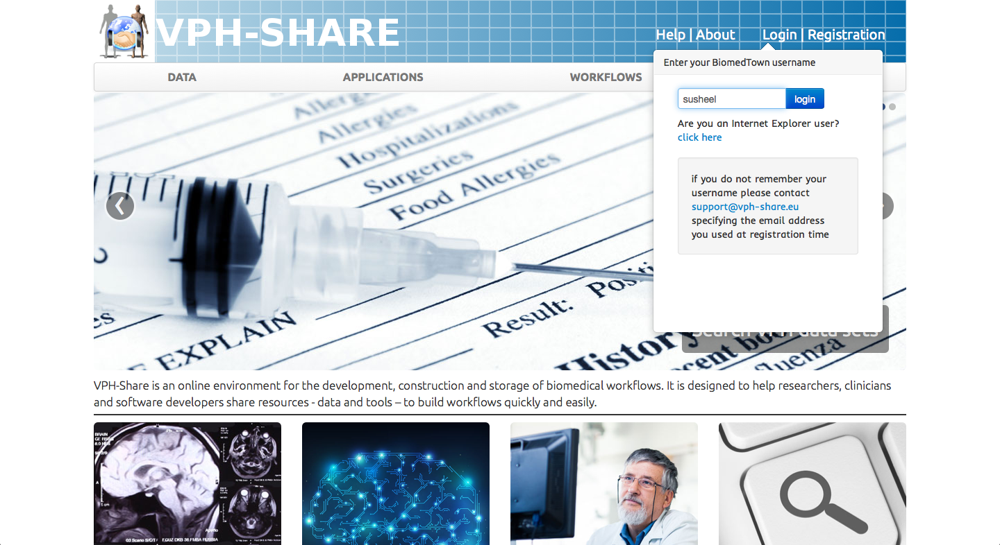 VPH-SHARE
Help | About Login | Registration
DATA APPLICATIONS WORKFLOWS
Enter your BiomedTown username
susheel login
Are you an Internet Explorer user?
click here
if you do not remember your
username please contact
support@vph-share.eu
specifying the email address
you used at registration time
Allergies
Allergies
Hospitalizations
Surgeries
Food Allergies
EXPLAIN
Result:
History
VPH-Share is an online environment for the development, construction and storage of biomedical workflows. It is designed to help researchers, clinicians
and software developers share resources - data and tools – to build workflows quickly and easily.
BRAIN